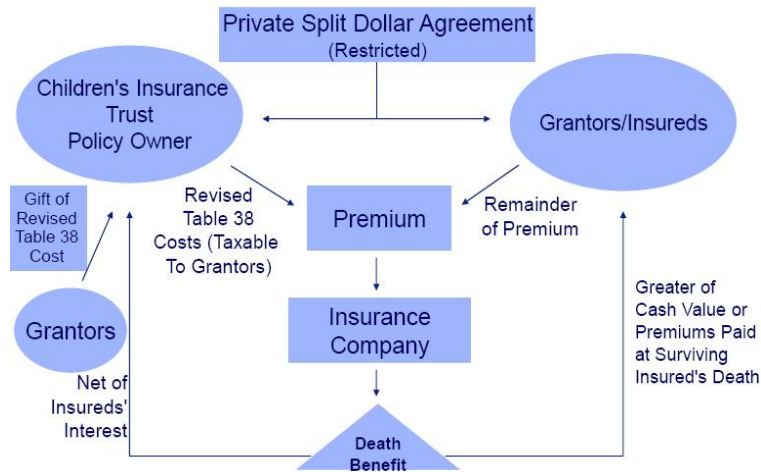 Private Split Dollar Agreement
(Restricted)
Children's Insurance
Trust
Policy Owner
Grantors/Insureds
Gift of
Revised
Table 38
Cost
Revised
Table 38
Costs (Taxable
To Grantors)
Premium
Remainder
of Premium
Grantors
Insurance
Company
Greater of
Cash Value or
Premiums Paid
at Surviving
Insured's Death
Net of
Insureds'
Interest
Death
Benefit